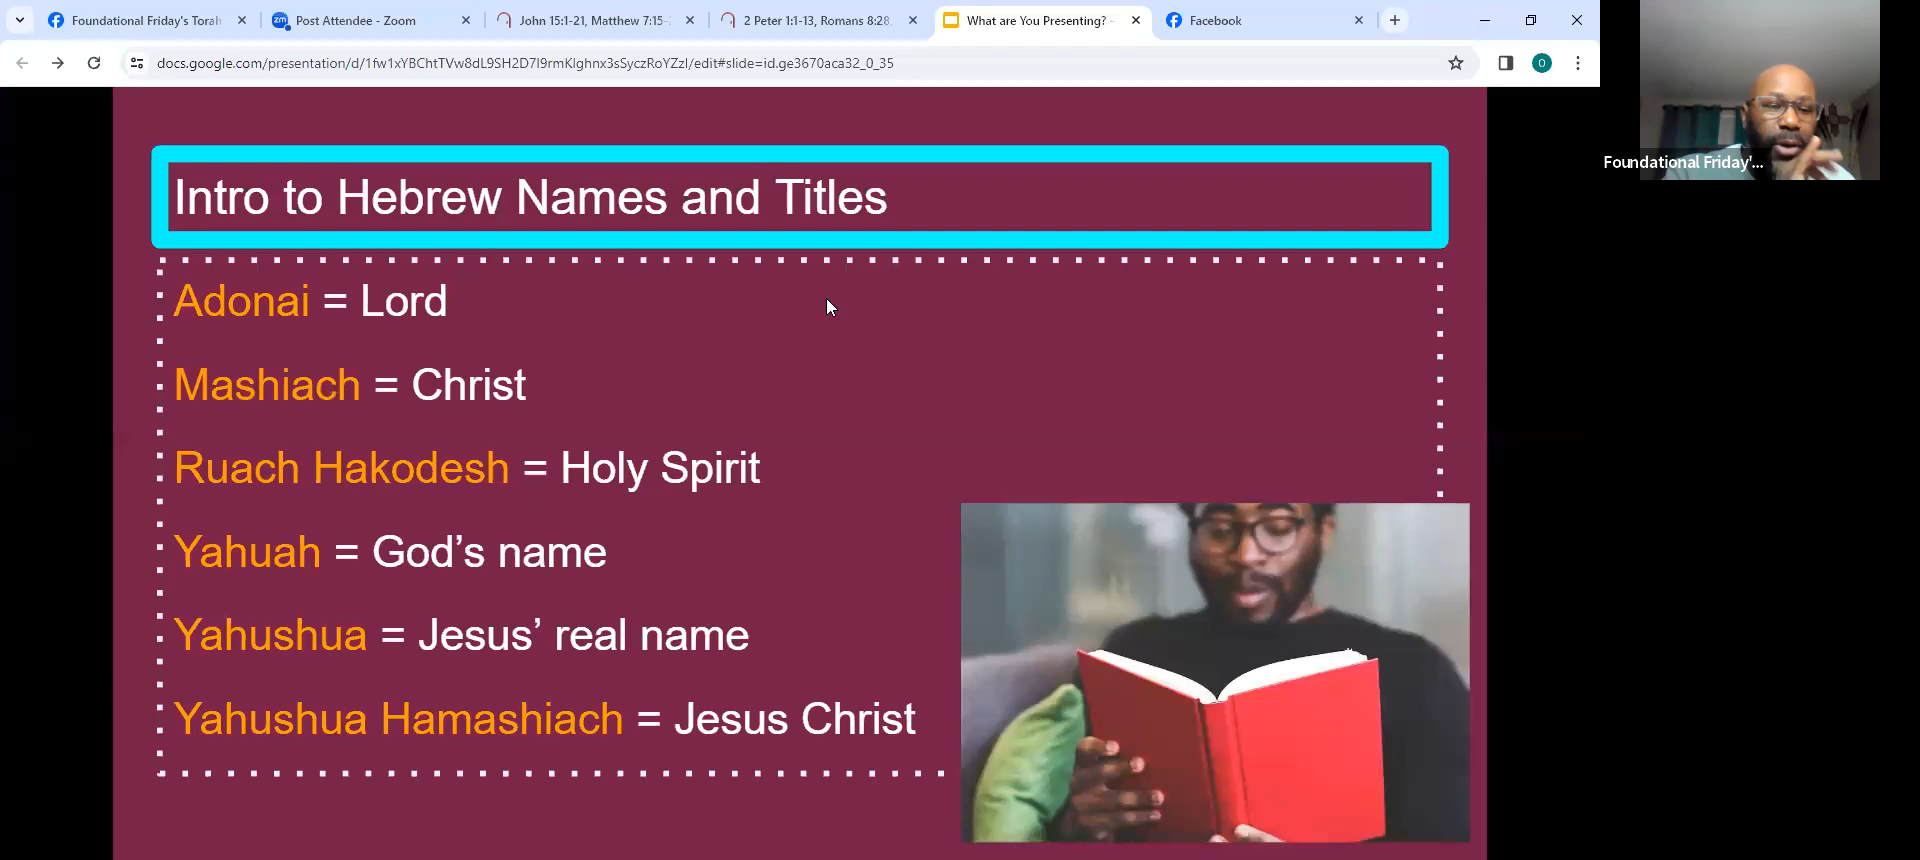 Foundational Friday's Torah
zm
Post Attendee - Zoom
John 15:1-21, Matthew 7:15-
2 Peter 1:1-13, Romans 8:28
What are You Presenting? -
Facebook
docs.google.com/presentation/d/1fw1xYBChtTVw8dL9SH2D7I9rmKlghnx3sSyczRoYZzI/edit#slide=id.ge3670aca32_0_35
O
Foundational Friday'...
Intro to Hebrew Names and Titles
Adonai = Lord
Mashiach = Christ
Ruach Hakodesh = Holy Spirit
Yahuah = God’s name
Yahushua = Jesus’ real name
Yahushua Hamashiach = Jesus Christ